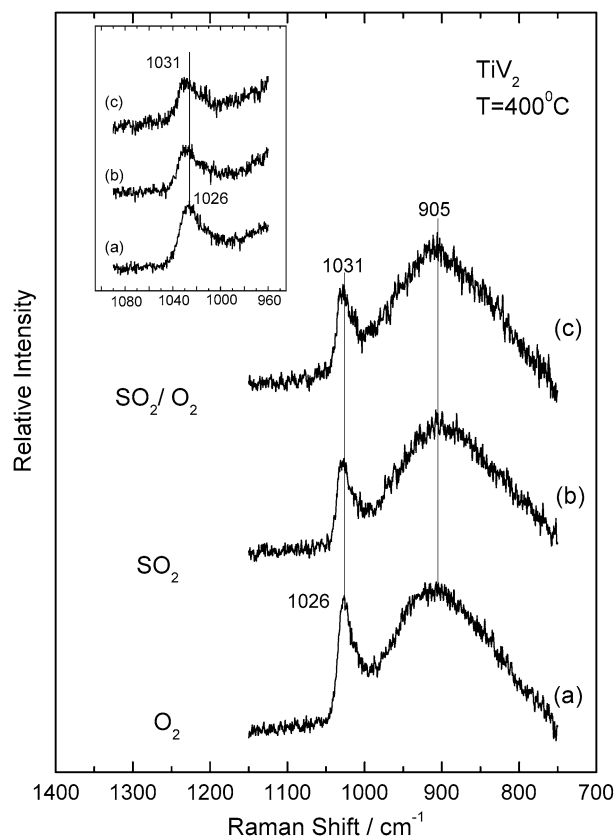 1031
(c)
(b)
1026
(a)
1080 1040 1000 960
TiV₂
T=400⁰C
905
1031
(c)
SO₂/ O₂
(b)
SO₂
1026
(a)
O₂
Relative Intensity
1400 1300 1200 1100 1000 900 800 700
Raman Shift / cm⁻¹